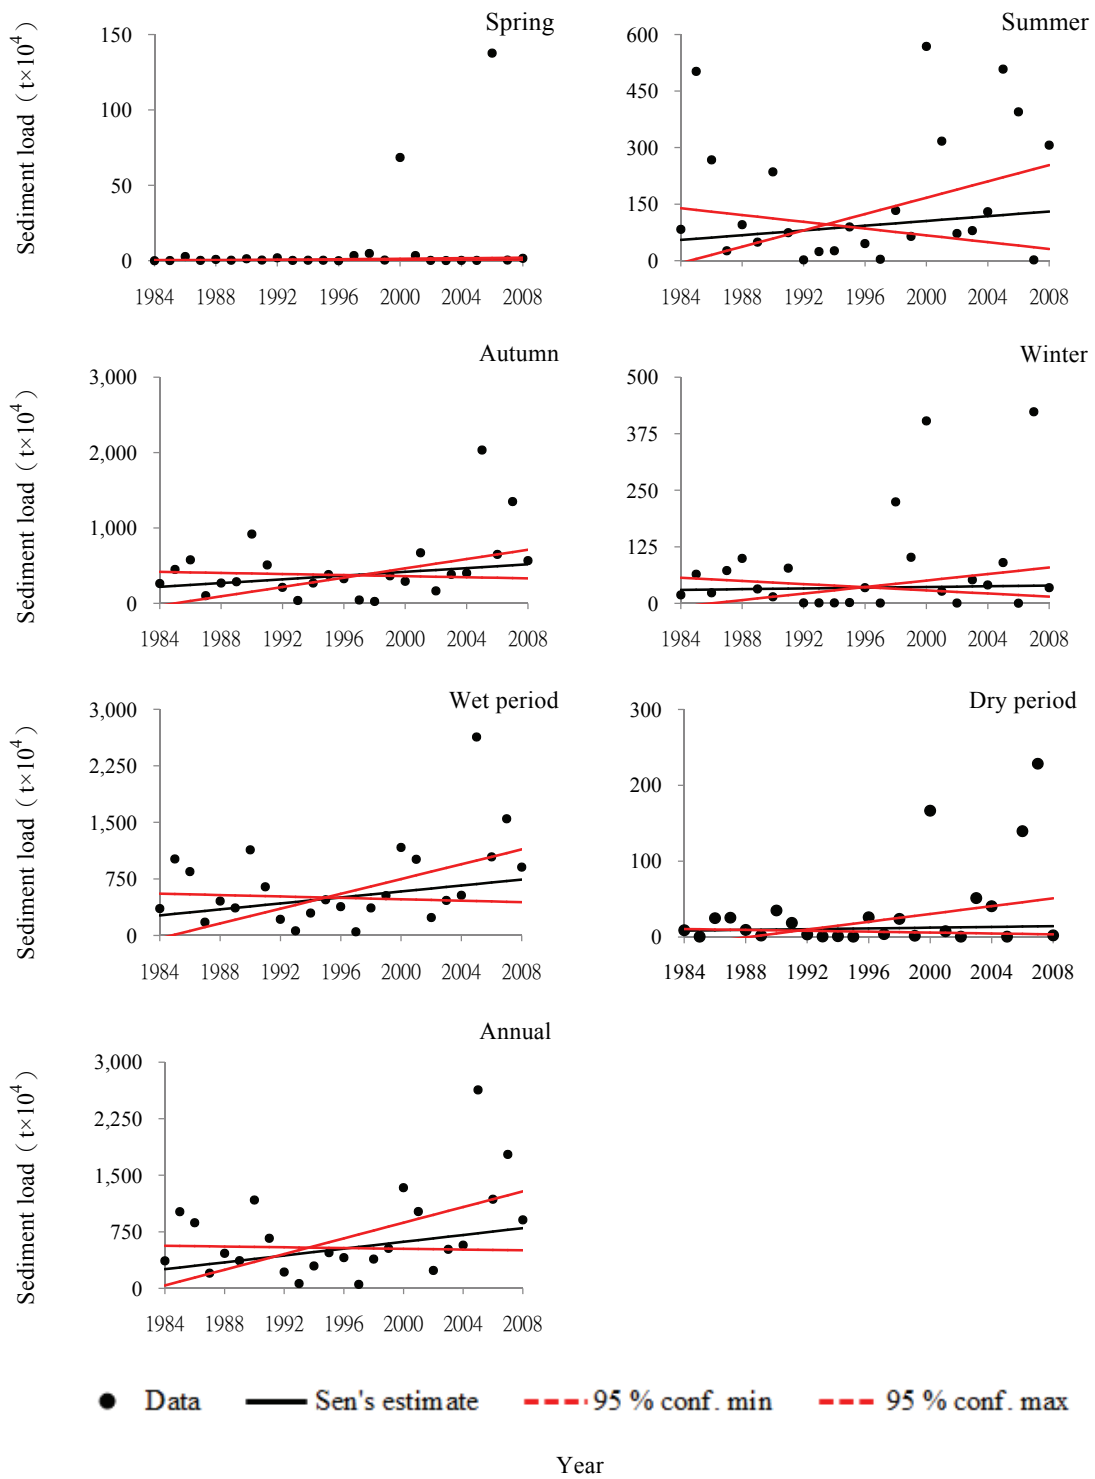 Spring
Sediment load（t×10⁴）
150
100
50
0
1984 1988 1992 1996 2000 2004 2008
Summer
600
450
300
150
0
1984 1988 1992 1996 2000 2004 2008
Autumn
Sediment load（t×10⁴）
3,000
2,000
1,000
0
1984 1988 1992 1996 2000 2004 2008
Winter
500
375
250
125
0
1984 1988 1992 1996 2000 2004 2008
Wet period
Sediment load（t×10⁴）
3,000
2,250
1,500
750
0
1984 1988 1992 1996 2000 2004 2008
Dry period
300
200
100
0
1984 1988 1992 1996 2000 2004 2008
Annual
Sediment load（t×10⁴）
3,000
2,250
1,500
750
0
1984 1988 1992 1996 2000 2004 2008
Data Sen's estimate 95 % conf. min 95 % conf. max
Year